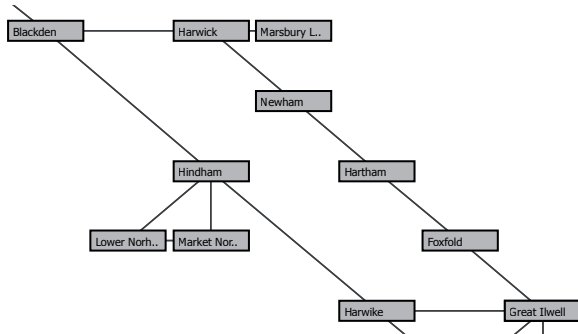 Blackden
Harwick
Marsbury L..
Newham
Hindham
Hartham
Lower Norh..
Market Nor..
Foxfold
Harwike
Great Ilwell